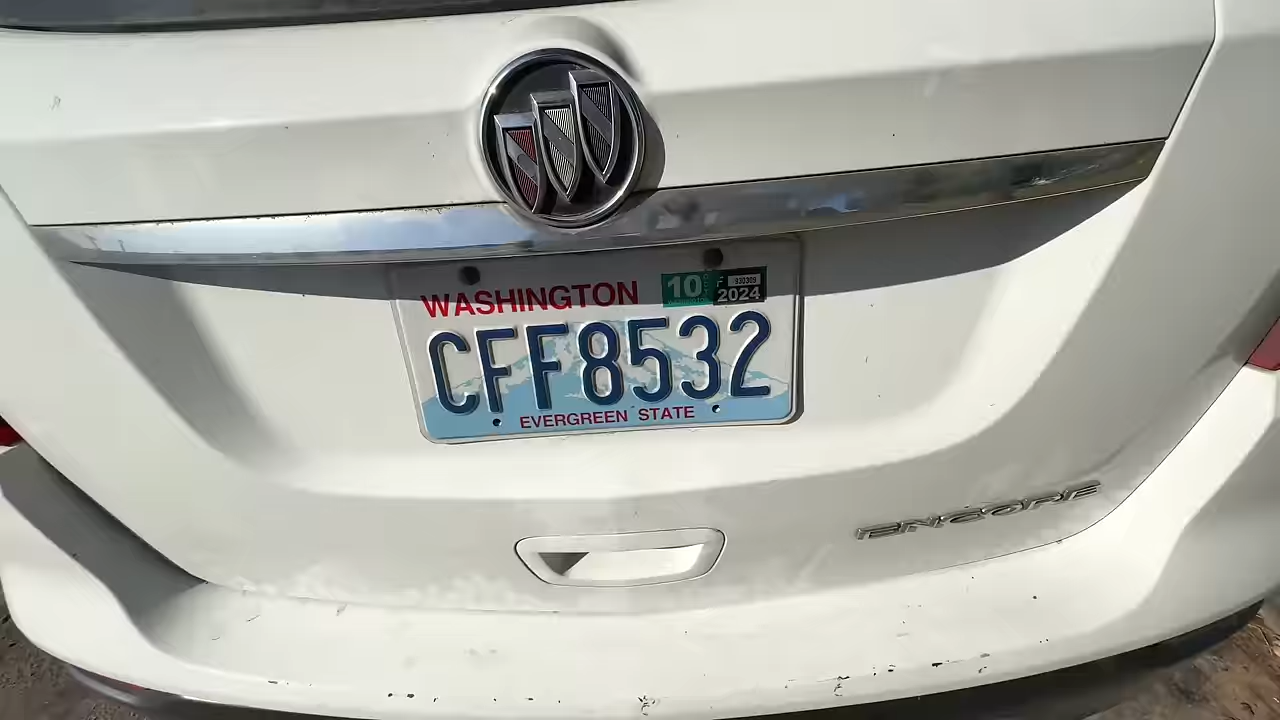 WASHINGTON
10
2024
CFF8532
EVERGREEN STATE
ENCORE